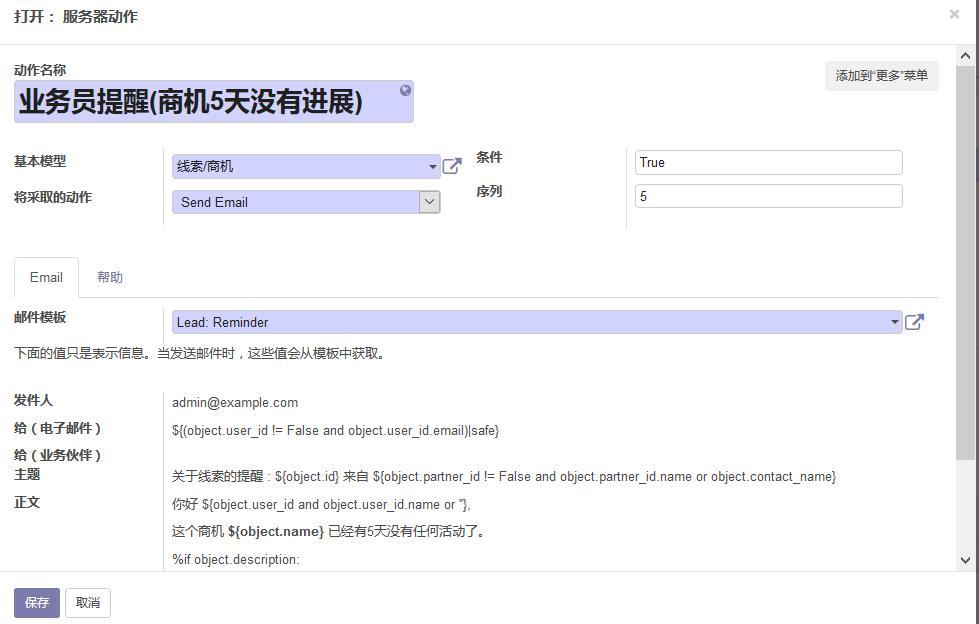 打开： 服务器动作
动作名称
添加到“更多”菜单
业务员提醒(商机5天没有进展)
基本模型
线索/商机
条件
True
将采取的动作
Send Email
序列
5
Email
帮助
邮件模板
Lead: Reminder
下面的值只是表示信息。当发送邮件时，这些值会从模板中获取。
发件人
admin@example.com
给（电子邮件）
${(object.user_id != False and object.user_id.email)|safe}
给（业务伙伴）
主题
关于线索的提醒：${object.id} 来自 ${object.partner_id != False and object.partner_id.name or object.contact_name}
正文
你好 ${object.user_id and object.user_id.name or ''},
这个商机 ${object.name} 已经有5天没有任何活动了。
%if object.description:
保存
取消